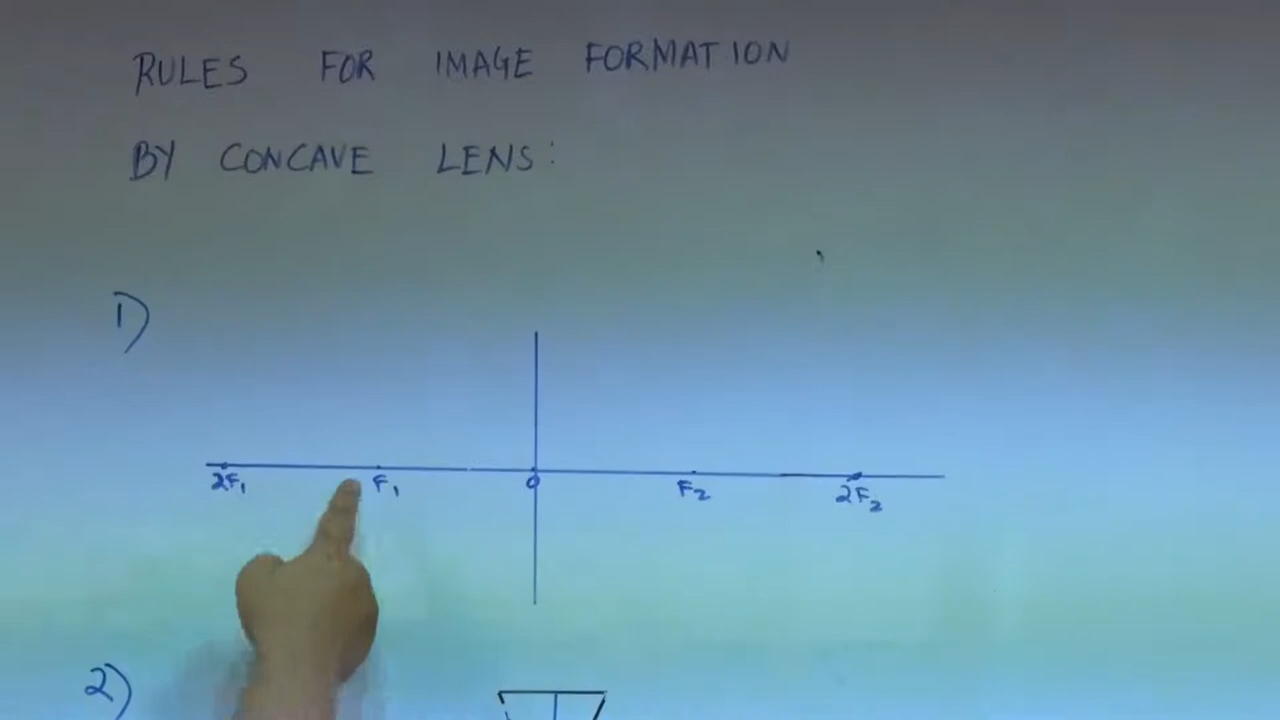 RULES FOR IMAGE FORMATION
BY CONCAVE LENS:
1)
2F₁ F₁ O F₂ 2F₂
2)